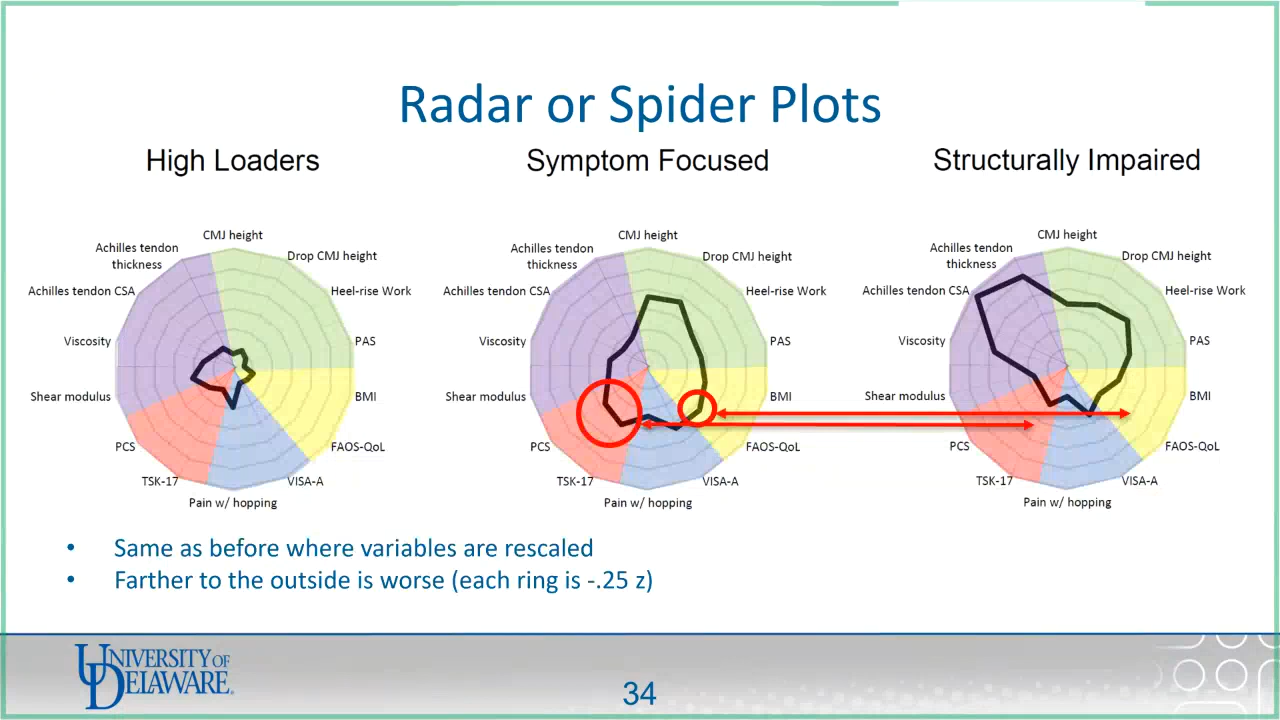 Radar or Spider Plots
High Loaders
CMJ height
Drop CMJ height
Heel-rise Work
PAS
BMI
FAOS-QoL
VISA-A
Pain w/ hopping
TSK-17
PCS
Shear modulus
Viscosity
Achilles tendon CSA
Achilles tendon
thickness
Symptom Focused
CMJ height
Drop CMJ height
Heel-rise Work
PAS
BMI
FAOS-QoL
VISA-A
Pain w/ hopping
TSK-17
PCS
Shear modulus
Viscosity
Achilles tendon CSA
Achilles tendon
thickness
Structurally Impaired
CMJ height
Drop CMJ height
Heel-rise Work
PAS
BMI
FAOS-QoL
VISA-A
Pain w/ hopping
TSK-17
PCS
Shear modulus
Viscosity
Achilles tendon CSA
Achilles tendon
thickness
• Same as before where variables are rescaled
• Farther to the outside is worse (each ring is -.25 z)
UNIVERSITY OF
DELAWARE
34